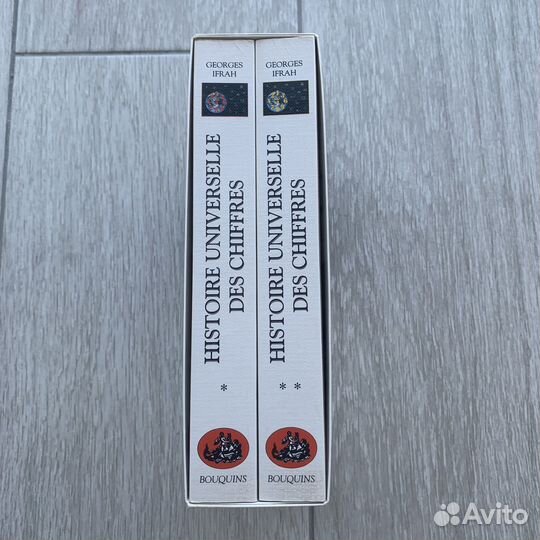 GEORGES
IFRAH
HISTOIRE UNIVERSELLE
DES CHIFFRES
*
BOUQUINS
GEORGES
IFRAH
HISTOIRE UNIVERSELLE
DES CHIFFRES
* *
BOUQUINS
Avito